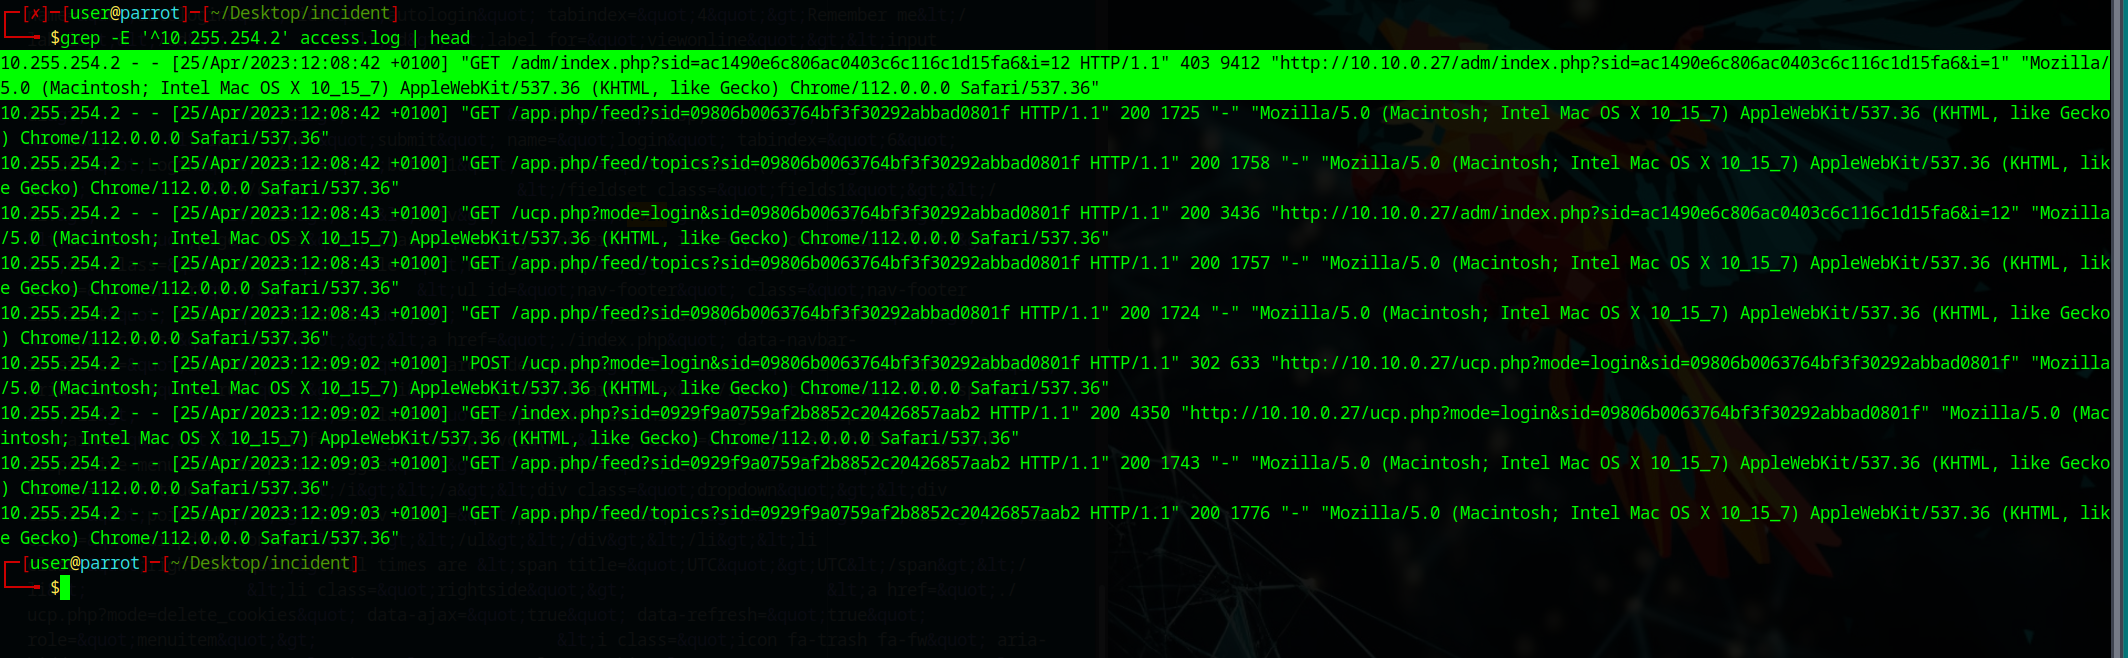 ┌─[✗]─[user@parrot]─[~/Desktop/incident]
└──╼ $grep -E '^10.255.254.2' access.log | head
10.255.254.2 - - [25/Apr/2023:12:08:42 +0100] "GET /adm/index.php?sid=ac1490e6c806ac0403c6c116c1d15fa6&i=12 HTTP/1.1" 403 9412 "http://10.10.0.27/adm/index.php?sid=ac1490e6c806ac0403c6c116c1d15fa6&i=1" "Mozilla/
5.0 (Macintosh; Intel Mac OS X 10_15_7) AppleWebKit/537.36 (KHTML, like Gecko) Chrome/112.0.0.0 Safari/537.36"
10.255.254.2 - - [25/Apr/2023:12:08:42 +0100] "GET /app.php/feed?sid=09806b0063764bf3f30292abbad0801f HTTP/1.1" 200 1725 "-" "Mozilla/5.0 (Macintosh; Intel Mac OS X 10_15_7) AppleWebKit/537.36 (KHTML, like Gecko
) Chrome/112.0.0.0 Safari/537.36"
10.255.254.2 - - [25/Apr/2023:12:08:42 +0100] "GET /app.php/feed/topics?sid=09806b0063764bf3f30292abbad0801f HTTP/1.1" 200 1758 "-" "Mozilla/5.0 (Macintosh; Intel Mac OS X 10_15_7) AppleWebKit/537.36 (KHTML, lik
e Gecko) Chrome/112.0.0.0 Safari/537.36"
10.255.254.2 - - [25/Apr/2023:12:08:43 +0100] "GET /ucp.php?mode=login&sid=09806b0063764bf3f30292abbad0801f HTTP/1.1" 200 3436 "http://10.10.0.27/adm/index.php?sid=ac1490e6c806ac0403c6c116c1d15fa6&i=12" "Mozilla
/5.0 (Macintosh; Intel Mac OS X 10_15_7) AppleWebKit/537.36 (KHTML, like Gecko) Chrome/112.0.0.0 Safari/537.36"
10.255.254.2 - - [25/Apr/2023:12:08:43 +0100] "GET /app.php/feed/topics?sid=09806b0063764bf3f30292abbad0801f HTTP/1.1" 200 1757 "-" "Mozilla/5.0 (Macintosh; Intel Mac OS X 10_15_7) AppleWebKit/537.36 (KHTML, lik
e Gecko) Chrome/112.0.0.0 Safari/537.36"
10.255.254.2 - - [25/Apr/2023:12:08:43 +0100] "GET /app.php/feed?sid=09806b0063764bf3f30292abbad0801f HTTP/1.1" 200 1724 "-" "Mozilla/5.0 (Macintosh; Intel Mac OS X 10_15_7) AppleWebKit/537.36 (KHTML, like Gecko
) Chrome/112.0.0.0 Safari/537.36"
10.255.254.2 - - [25/Apr/2023:12:09:02 +0100] "POST /ucp.php?mode=login&sid=09806b0063764bf3f30292abbad0801f HTTP/1.1" 302 633 "http://10.10.0.27/ucp.php?mode=login&sid=09806b0063764bf3f30292abbad0801f" "Mozilla
/5.0 (Macintosh; Intel Mac OS X 10_15_7) AppleWebKit/537.36 (KHTML, like Gecko) Chrome/112.0.0.0 Safari/537.36"
10.255.254.2 - - [25/Apr/2023:12:09:02 +0100] "GET /index.php?sid=0929f9a0759af2b8852c20426857aab2 HTTP/1.1" 200 4350 "http://10.10.0.27/ucp.php?mode=login&sid=09806b0063764bf3f30292abbad0801f" "Mozilla/5.0 (Mac
intosh; Intel Mac OS X 10_15_7) AppleWebKit/537.36 (KHTML, like Gecko) Chrome/112.0.0.0 Safari/537.36"
10.255.254.2 - - [25/Apr/2023:12:09:03 +0100] "GET /app.php/feed?sid=0929f9a0759af2b8852c20426857aab2 HTTP/1.1" 200 1743 "-" "Mozilla/5.0 (Macintosh; Intel Mac OS X 10_15_7) AppleWebKit/537.36 (KHTML, like Gecko
) Chrome/112.0.0.0 Safari/537.36"
10.255.254.2 - - [25/Apr/2023:12:09:03 +0100] "GET /app.php/feed/topics?sid=0929f9a0759af2b8852c20426857aab2 HTTP/1.1" 200 1776 "-" "Mozilla/5.0 (Macintosh; Intel Mac OS X 10_15_7) AppleWebKit/537.36 (KHTML, lik
e Gecko) Chrome/112.0.0.0 Safari/537.36"
┌─[user@parrot]─[~/Desktop/incident]
└──╼ $